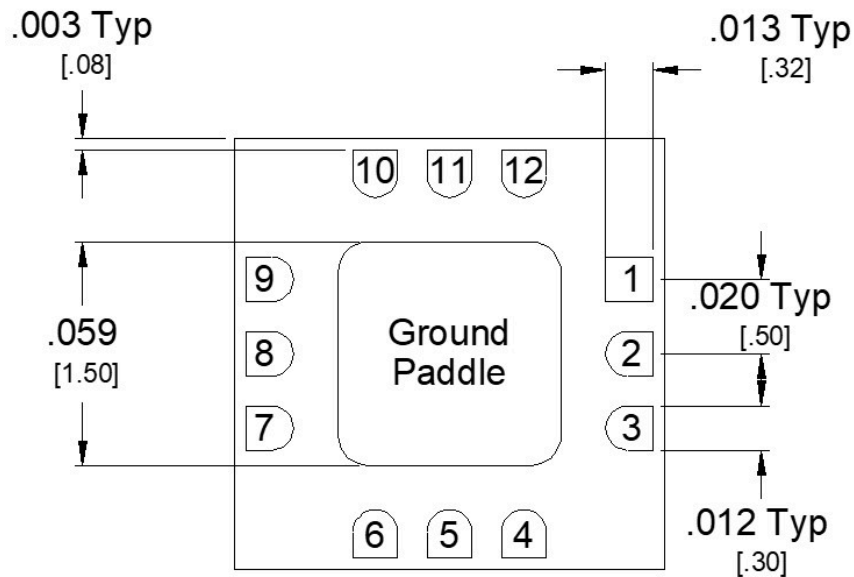 .003 Typ
[.08]
.013 Typ
[.32]
10 11 12
9
1
.020 Typ
[.50]
.059
[1.50]
Ground
Paddle
8
2
7
3
6 5 4
.012 Typ
[.30]